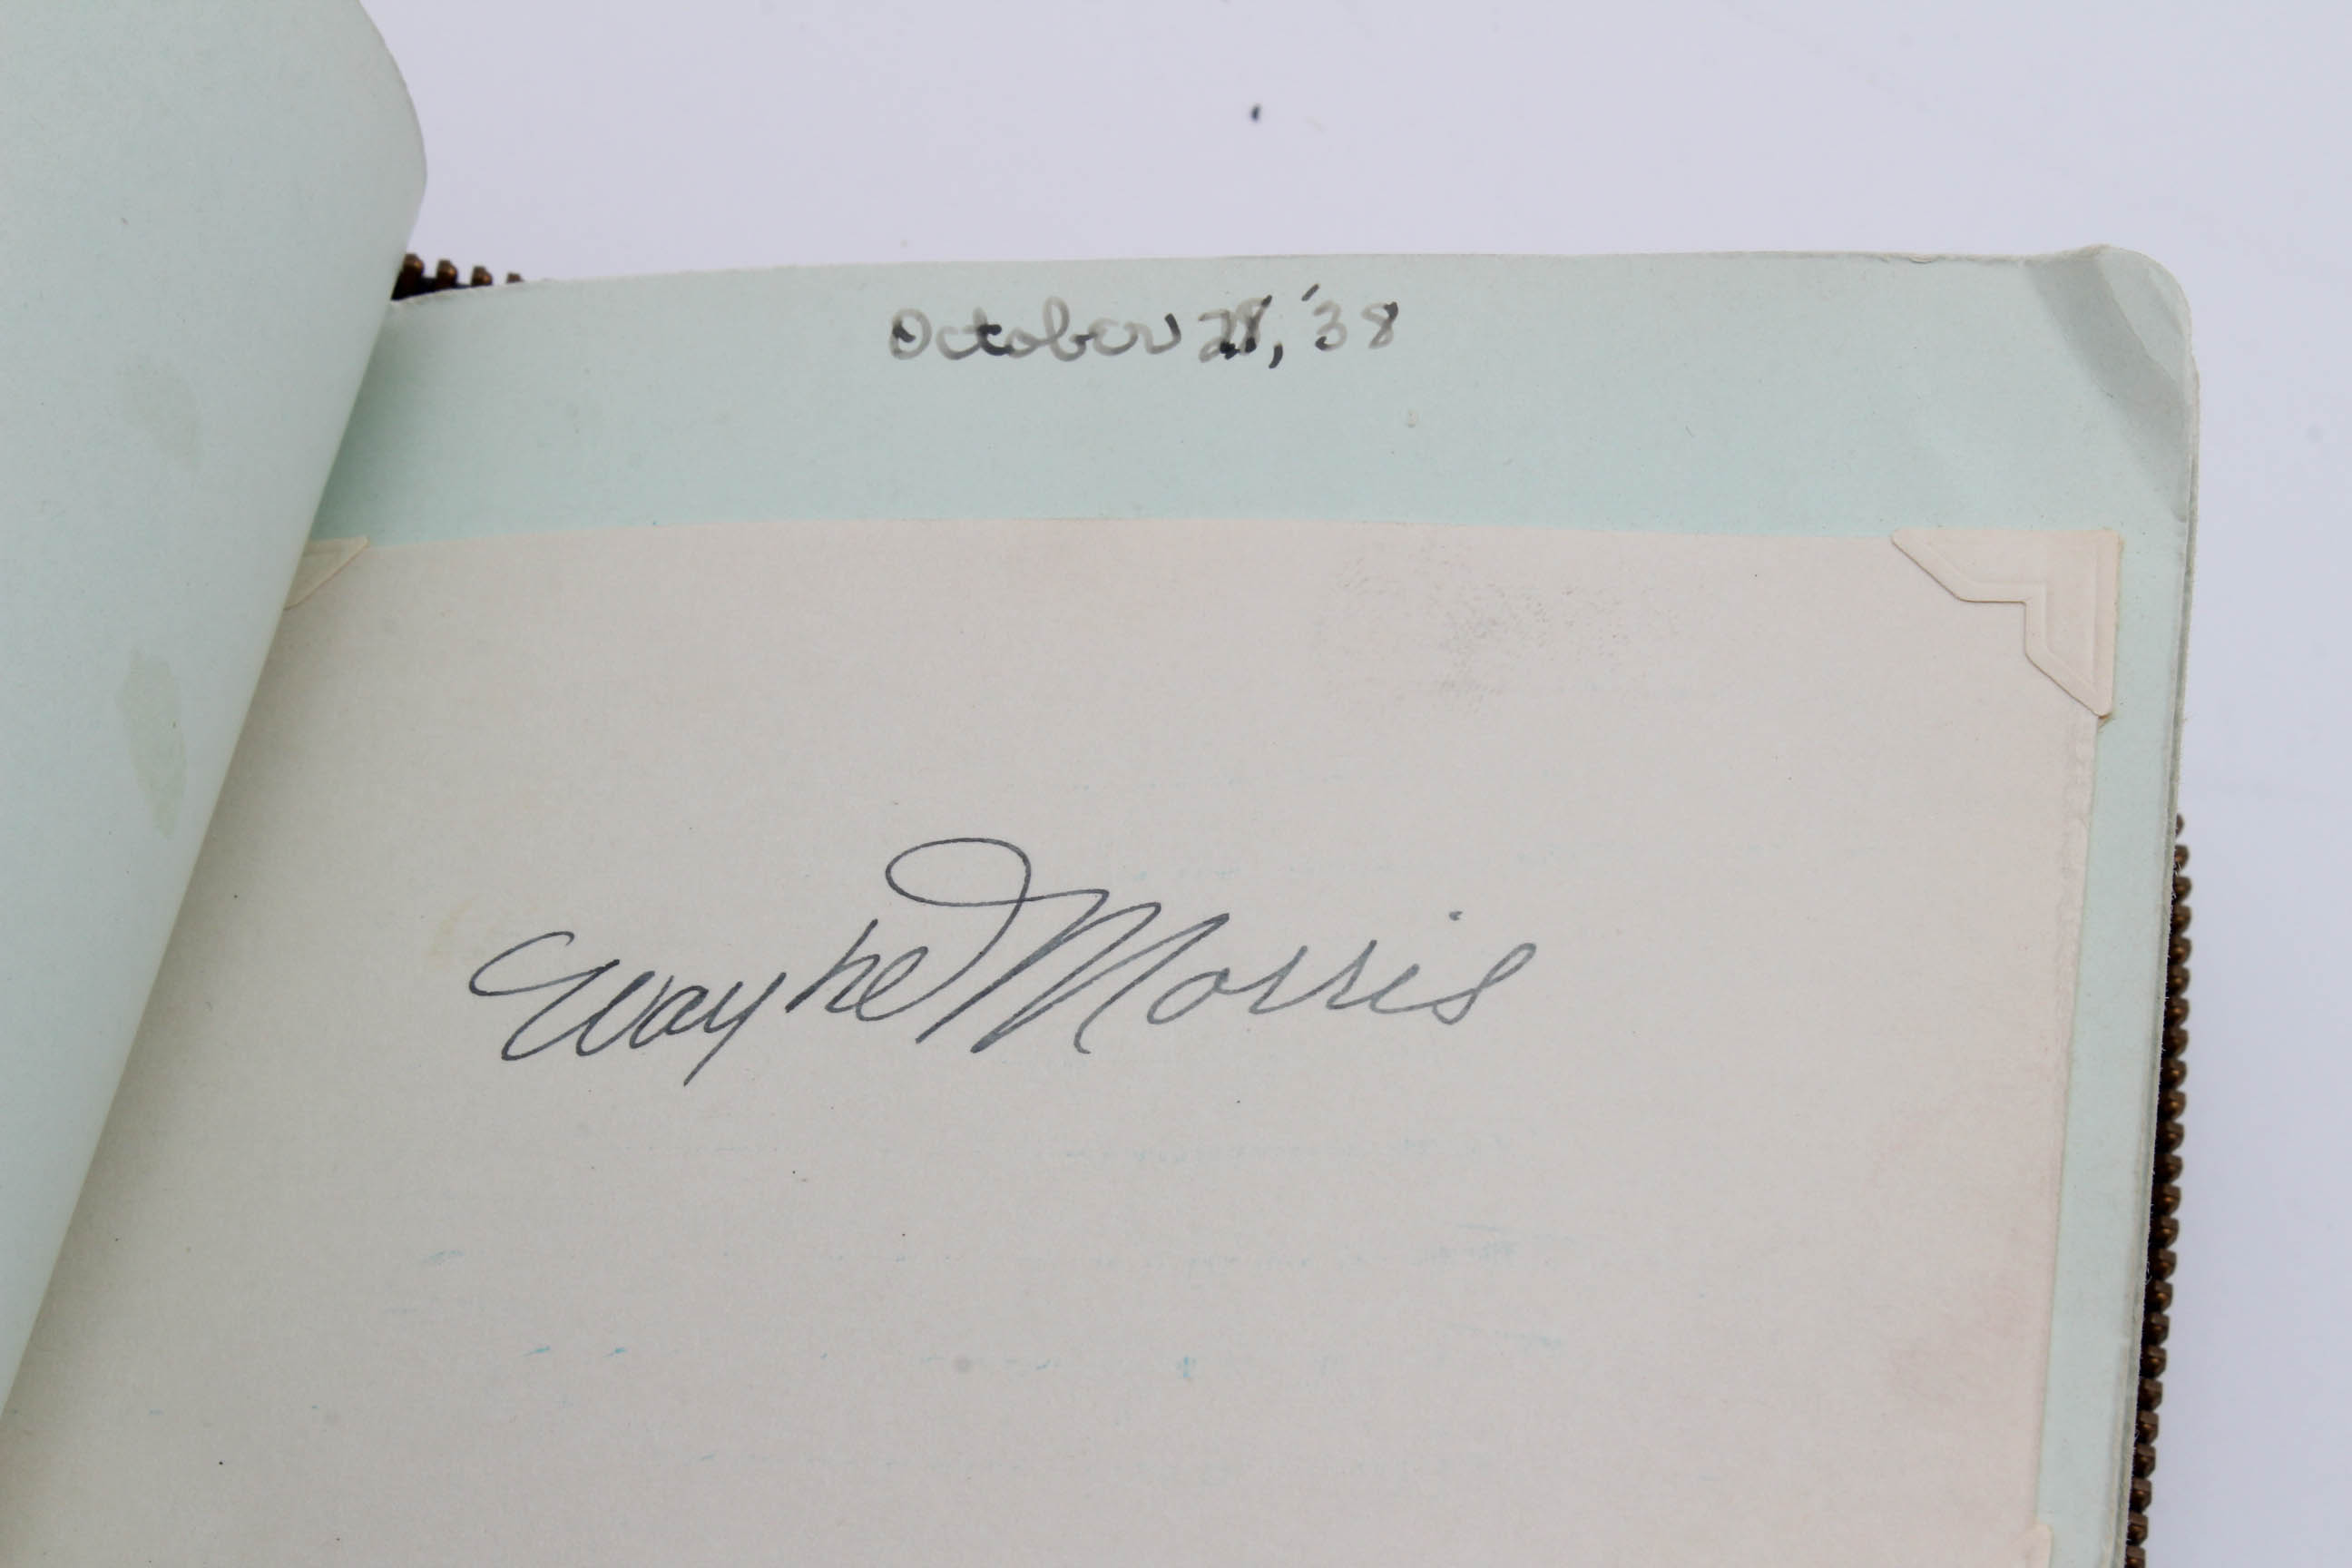 October 28, '38
Wayne Morris